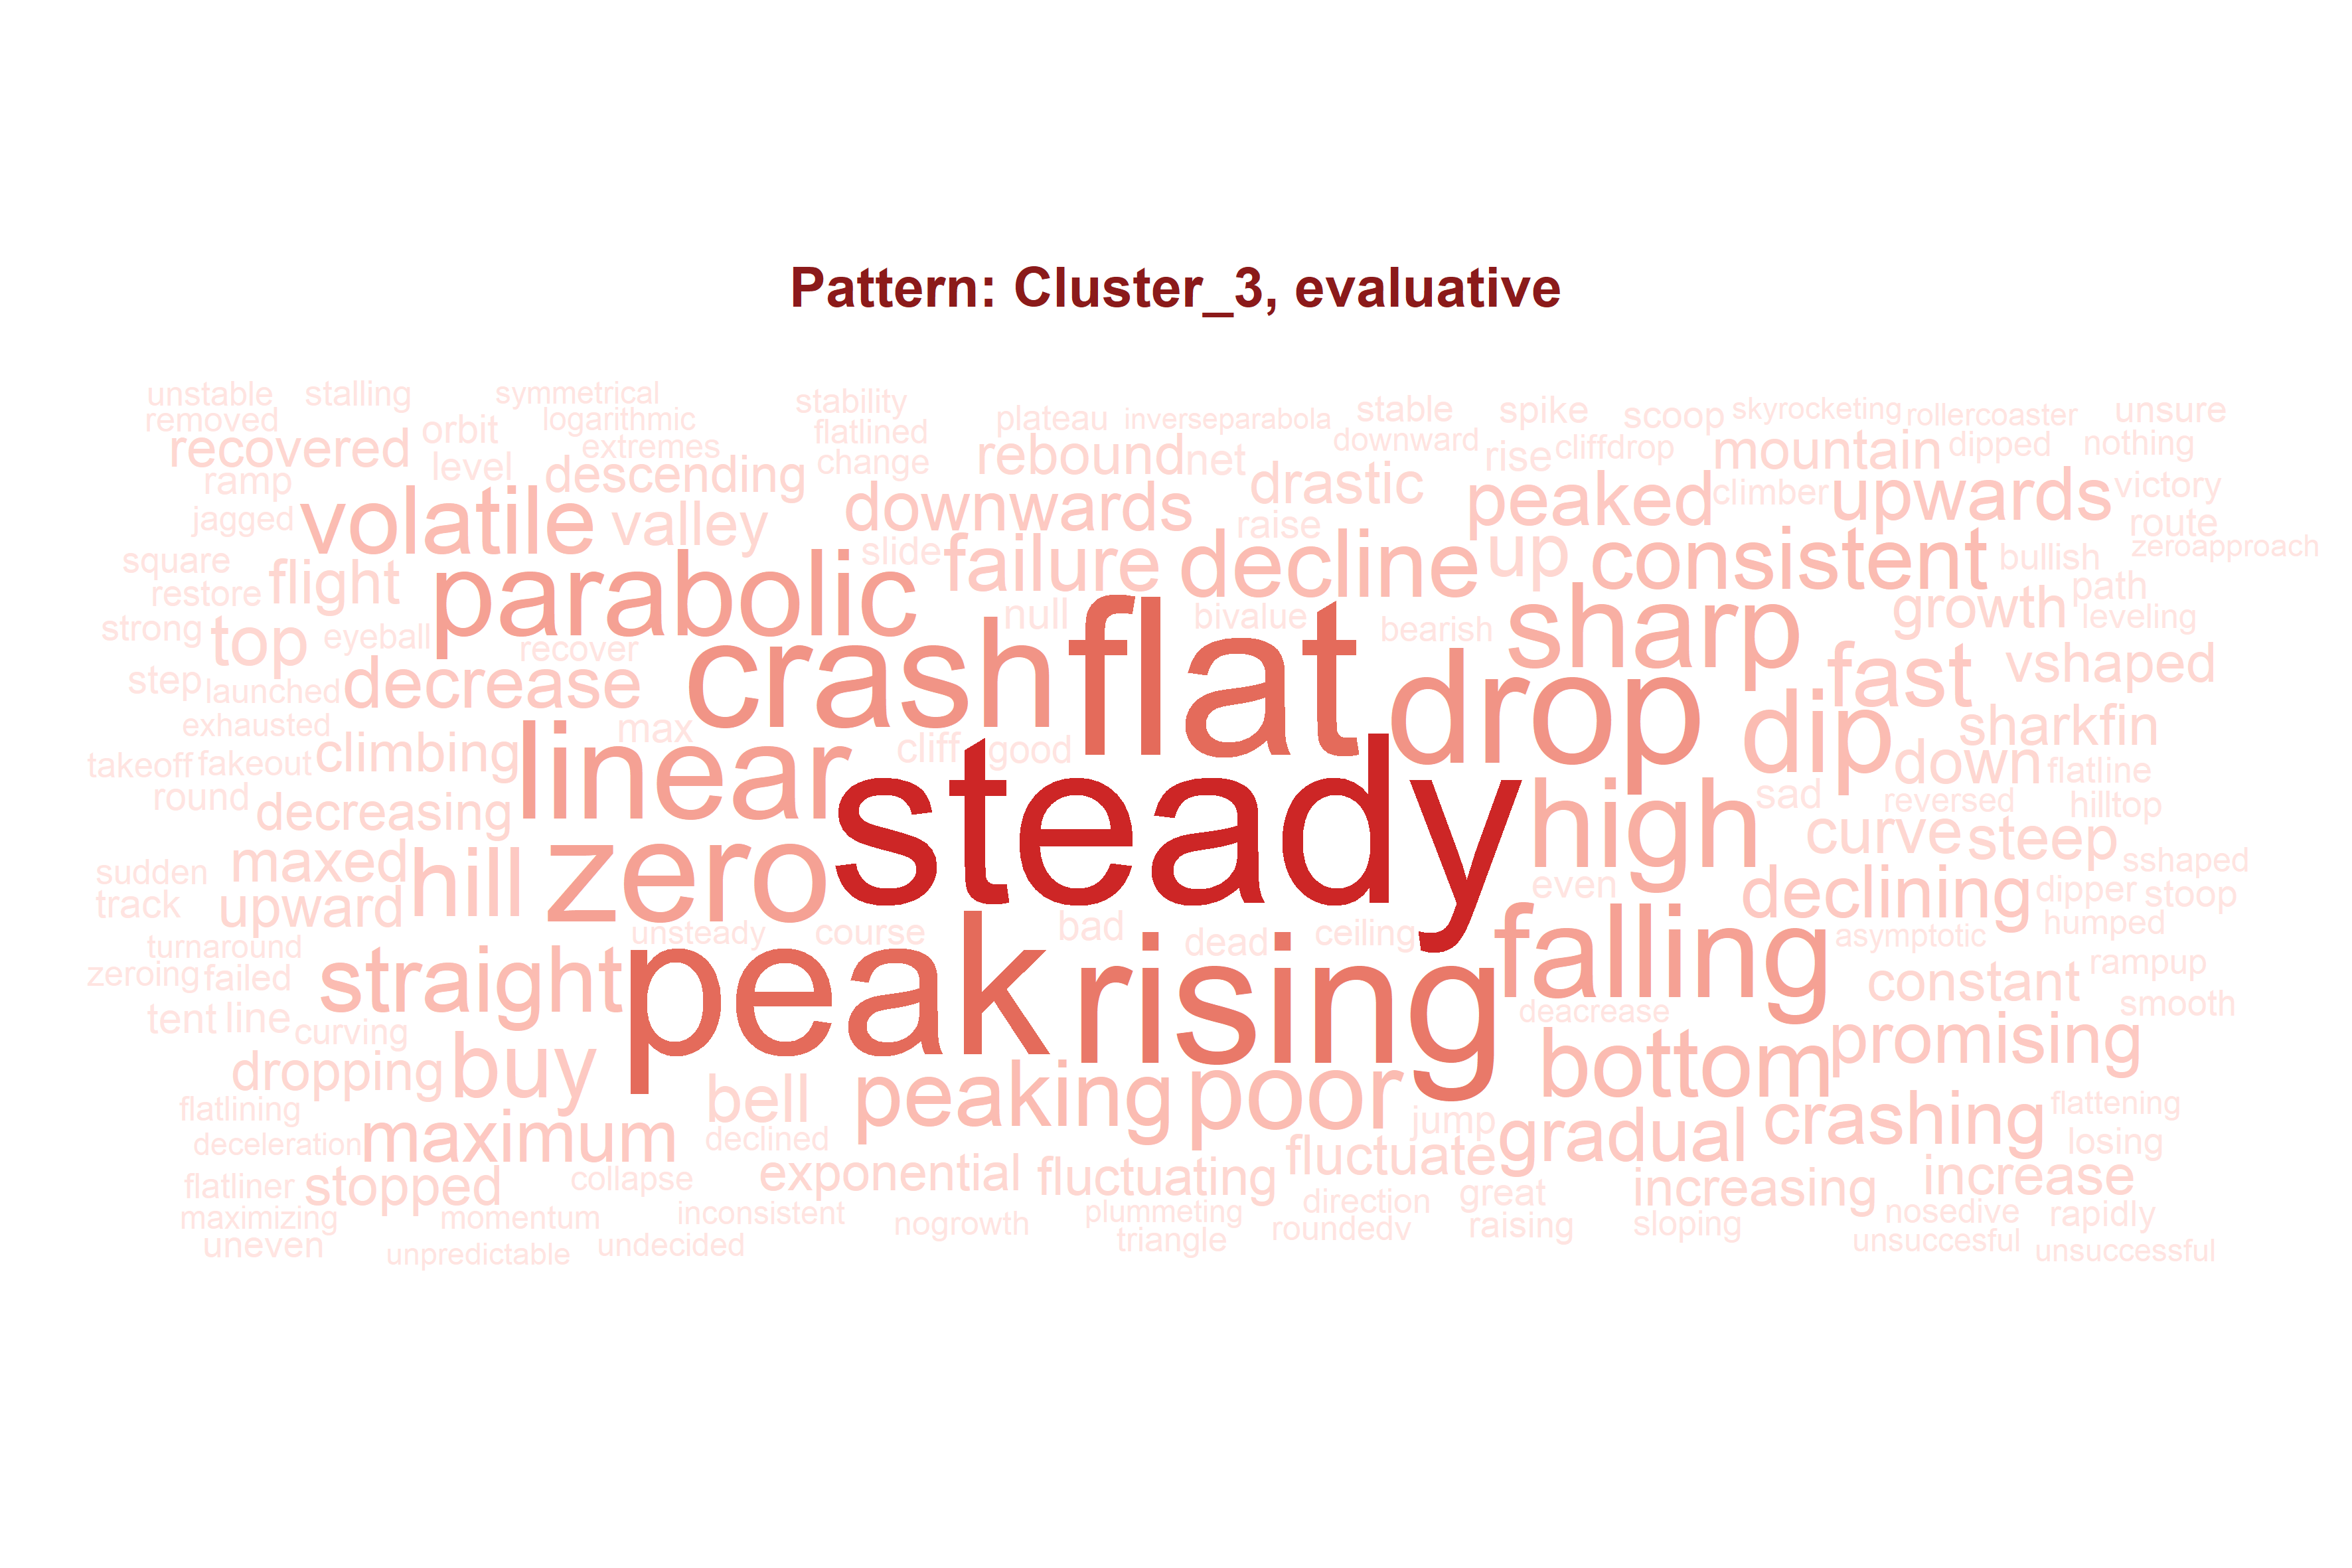 Pattern: Cluster_3, evaluative
unstable stalling symmetrical stability plateau inverseparabola stable spike scoop skyrocketing rollercoaster unsure
removed orbit logarithmic flatlined downward
recovered level extremes change rebound net rise cliffdrop mountain dipped nothing
ramp descending drastic peaked climber upwards victory
jagged volatile valley downwards raise route
square flight parabolic slide failure decline up consistent bullish zeroapproach
restore null bivalue bearish sharp growth path
strong top eyeball recover crash flat leveling
step launched decrease drop fast vshaped
exhausted max dip sharkfin
takeoff fakeout climbing linear cliff good down flatline
round decreasing steady high sad reversed hilltop
sudden maxed hill zero curve steep sshaped
track upward even declining dipper stoop
turnaround unsteady course bad dead ceiling falling asymptotic humped
zeroing failed straight peak rising constant rampup
tent line curving deacrease smooth
dropping buy bell peaking poor bottom promising
flatlining jump flattening
deceleration maximum declined gradual crashing losing
flatliner stopped collapse exponential fluctuating fluctuate increasing increase
maximizing momentum inconsistent nogrowth plummeting direction great nosedive rapidly
uneven unpredictable undecided triangle roundedv raising sloping unsuccesful unsuccessful